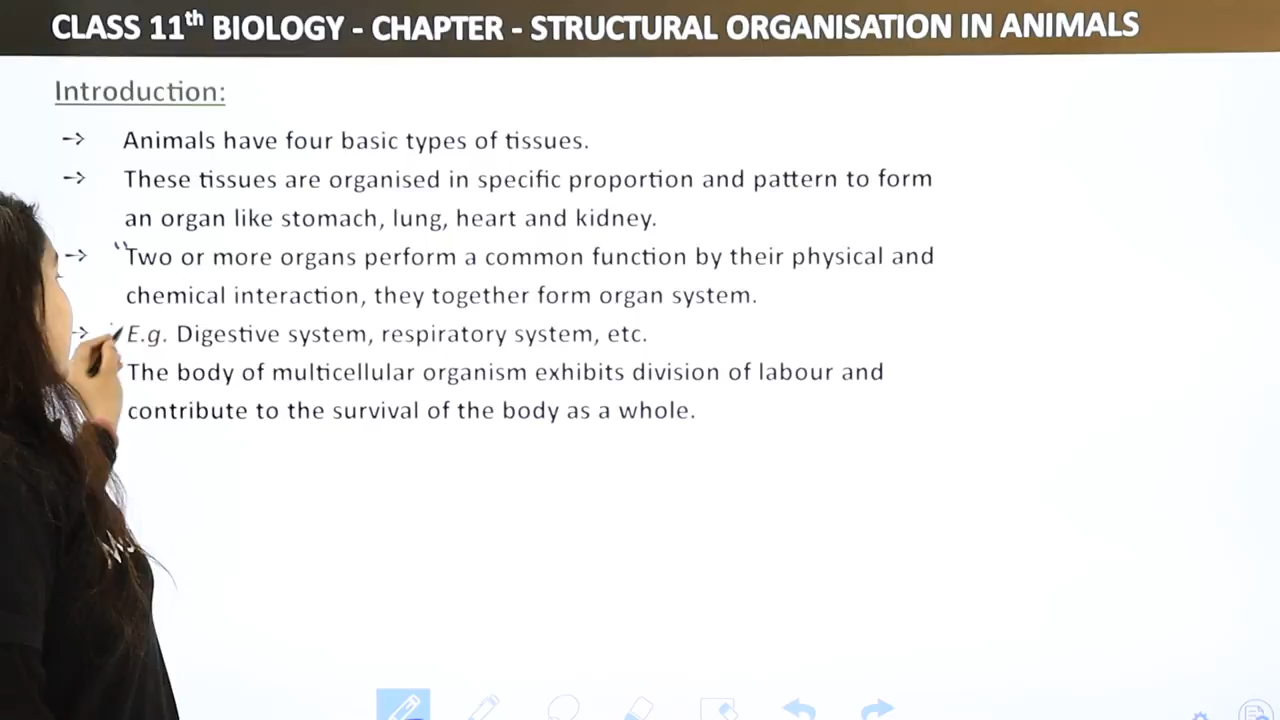 CLASS 11th BIOLOGY - CHAPTER - STRUCTURAL ORGANISATION IN ANIMALS
Introduction:
-> Animals have four basic types of tissues.
-> These tissues are organised in specific proportion and pattern to form
an organ like stomach, lung, heart and kidney.
-> Two or more organs perform a common function by their physical and
chemical interaction, they together form organ system.
-> E.g. Digestive system, respiratory system, etc.
The body of multicellular organism exhibits division of labour and
contribute to the survival of the body as a whole.